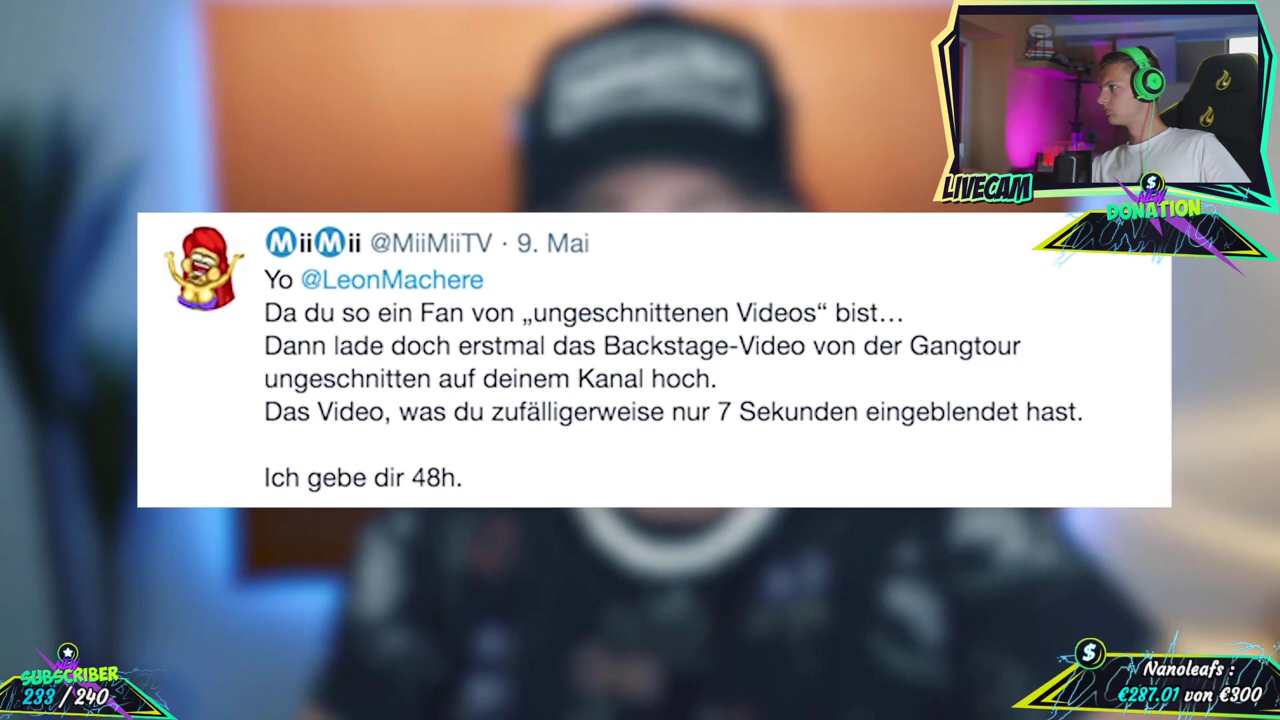 LIVECAM
NEW
DONATION
MiiMii @MiiMiiTV · 9. Mai
Yo @LeonMachere
Da du so ein Fan von „ungeschnittenen Videos“ bist...
Dann lade doch erstmal das Backstage-Video von der Gangtour
ungeschnitten auf deinem Kanal hoch.
Das Video, was du zufälligerweise nur 7 Sekunden eingeblendet hast.
Ich gebe dir 48h.
NEW
SUBSCRIBER
233 / 240
Nanoleafs :
€287.01 von €300